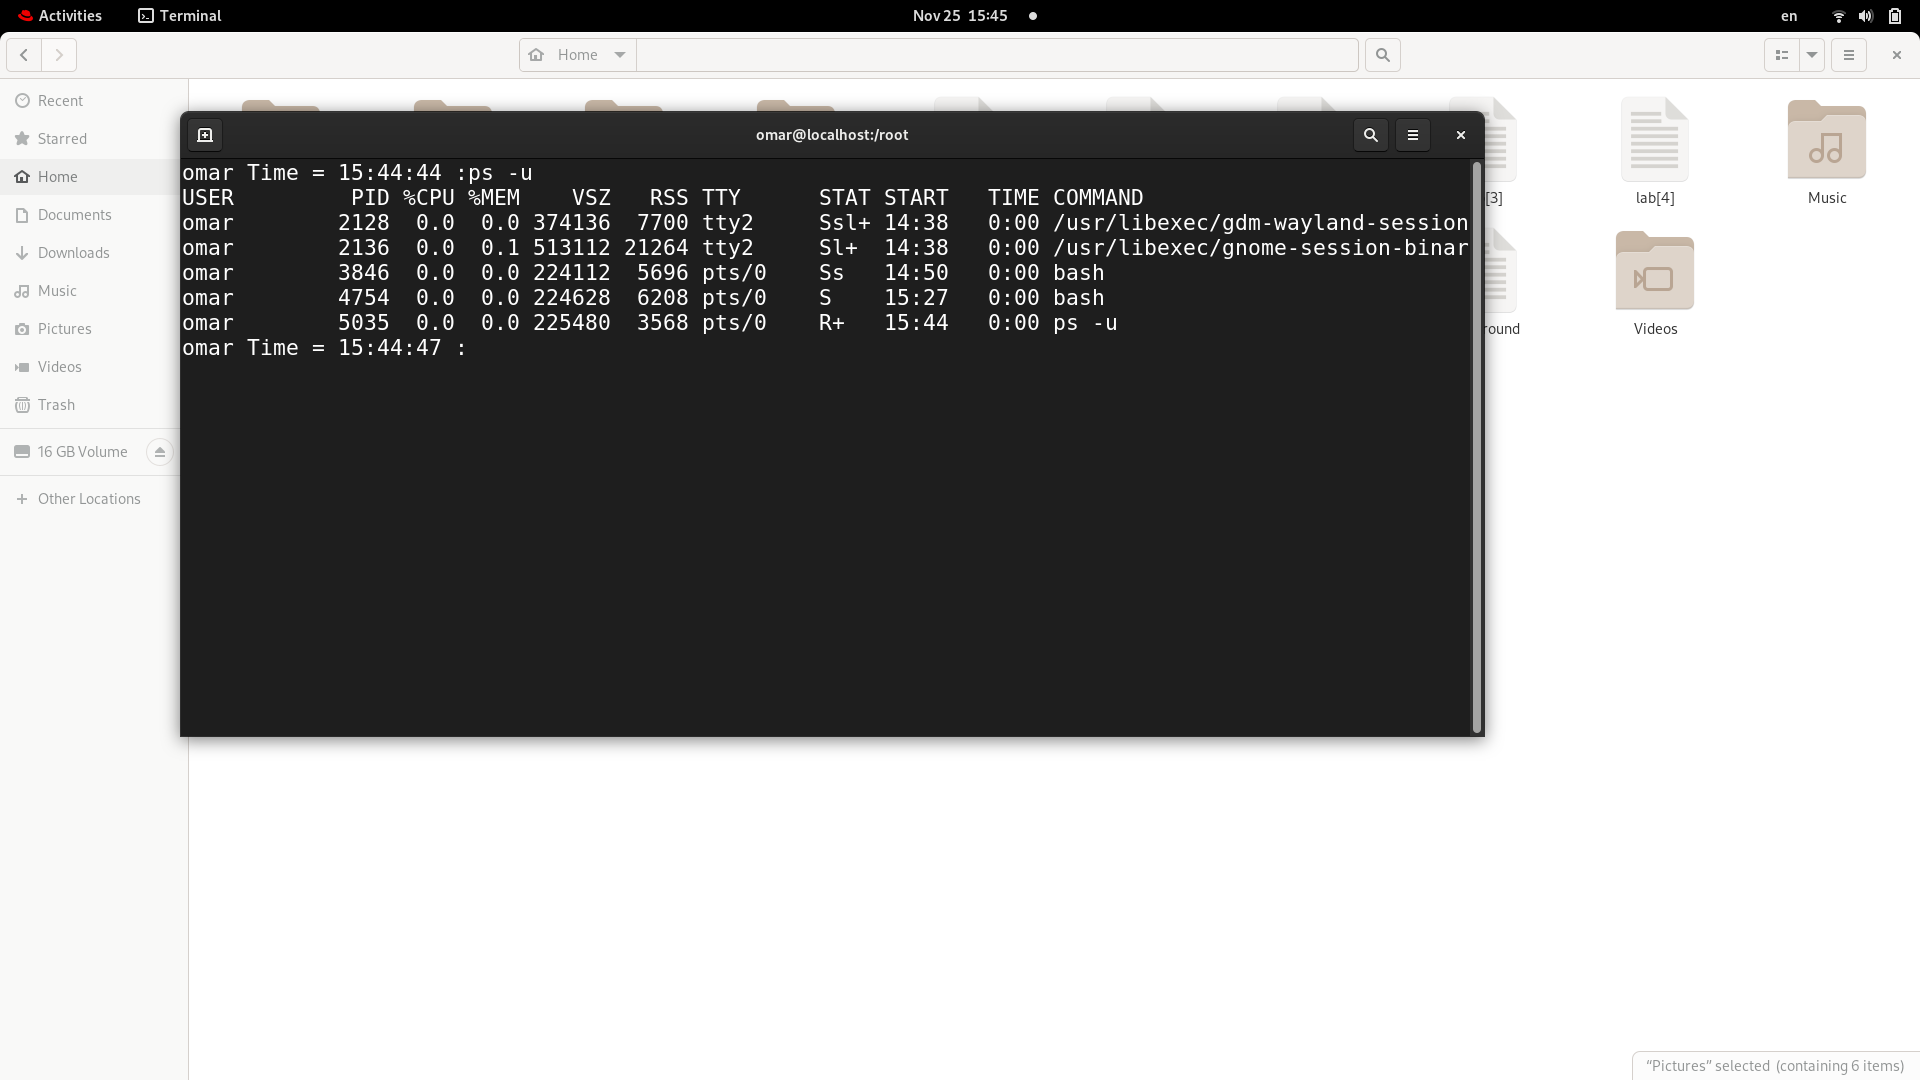 Activities Terminal Nov 25 15:45 en
Home
Recent
Starred
Home
Documents
Downloads
Music
Pictures
Videos
Trash
16 GB Volume
Other Locations
omar@localhost:/root
omar Time = 15:44:44 :ps -u
USER         PID %CPU %MEM    VSZ   RSS TTY      STAT START   TIME COMMAND
omar        2128  0.0  0.0 374136  7700 tty2     Ssl+ 14:38   0:00 /usr/libexec/gdm-wayland-session
omar        2136  0.0  0.1 513112 21264 tty2     Sl+  14:38   0:00 /usr/libexec/gnome-session-binar
omar        3846  0.0  0.0 224112  5696 pts/0    Ss   14:50   0:00 bash
omar        4754  0.0  0.0 224628  6208 pts/0    S    15:27   0:00 bash
omar        5035  0.0  0.0 225480  3568 pts/0    R+   15:44   0:00 ps -u
omar Time = 15:44:47 :
[3] lab[4] Music
round Videos
“Pictures” selected (containing 6 items)